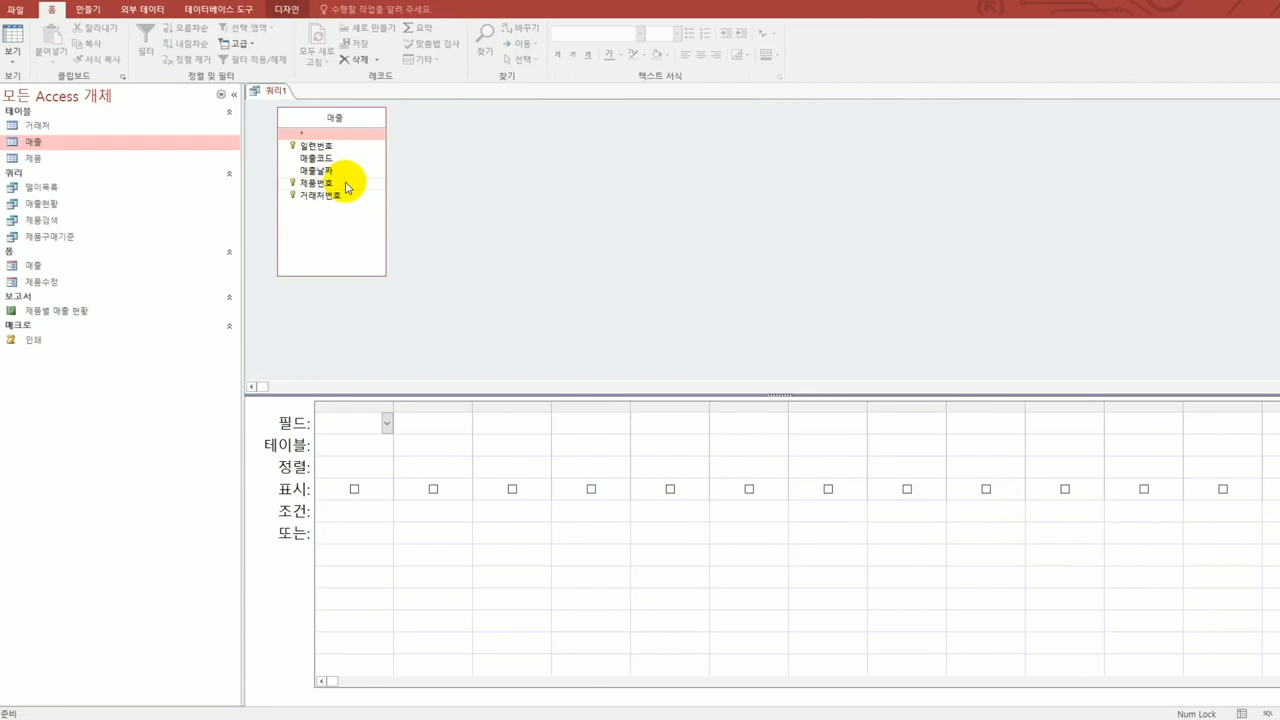 파일 홈 만들기 외부 데이터 데이터베이스 도구 디자인 수행할 작업을 알려 주세요.
보기
붙여넣기
잘라내기
복사
서식 복사
필터
오름차순
내림차순
정렬 제거
선택 영역
고급
필터 적용/해제
모두 새로 고침
새로 만들기
저장
삭제
요약
맞춤법 검사
기타
찾기
바꾸기
이동
선택
가 가 가
보기 클립보드 정렬 및 필터 레코드 찾기 텍스트 서식
모든 Access 개체
테이블
거래처
매출
제품
쿼리
떨이목록
매출현황
제품검색
제품구매기준
폼
매출
제품수정
보고서
제품별 매출 현황
매크로
인쇄
쿼리1
매출
*
일련번호
매출코드
매출날짜
제품번호
거래처번호
필드:
테이블:
정렬:
표시:
조건:
또는:
준비 Num Lock SQL